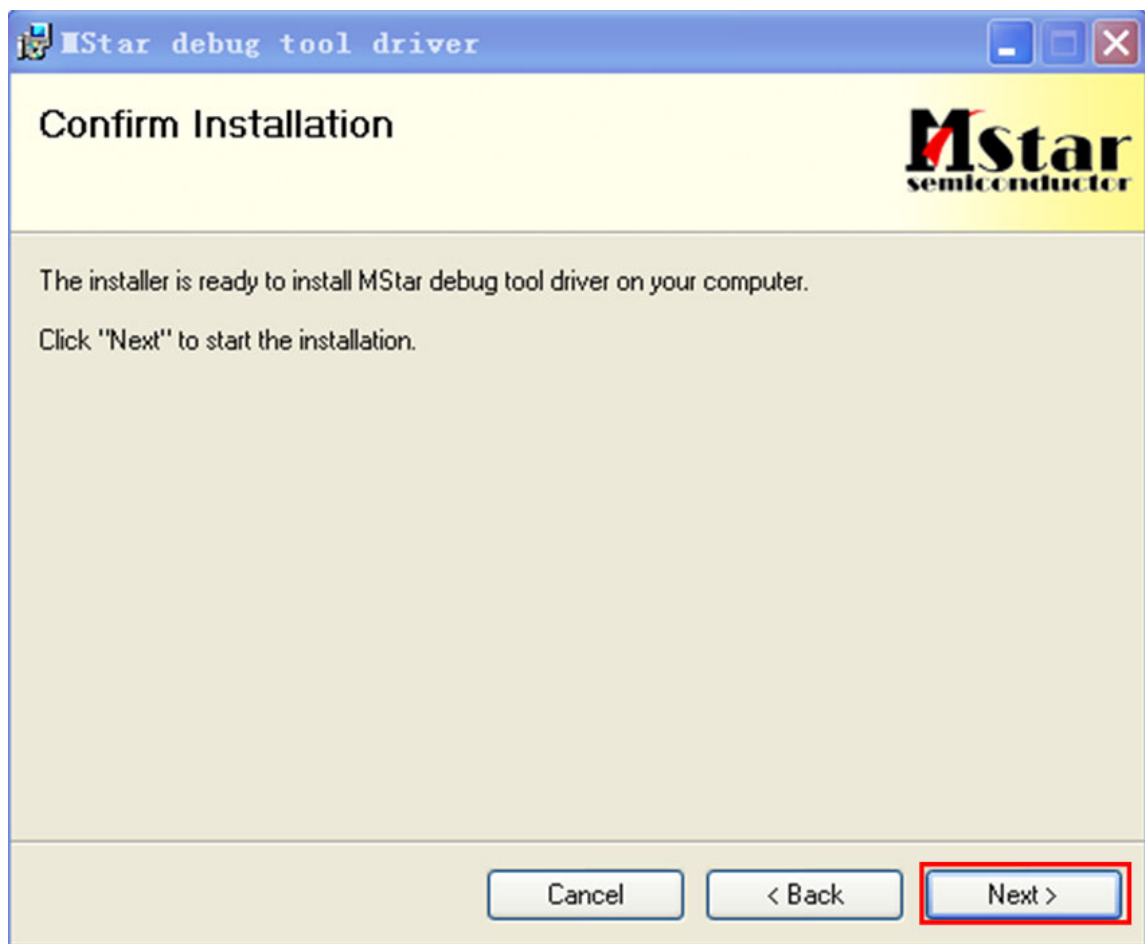 MStar debug tool driver
Confirm Installation
MStar
semiconductor
The installer is ready to install MStar debug tool driver on your computer.
Click "Next" to start the installation.
Cancel
< Back
Next >